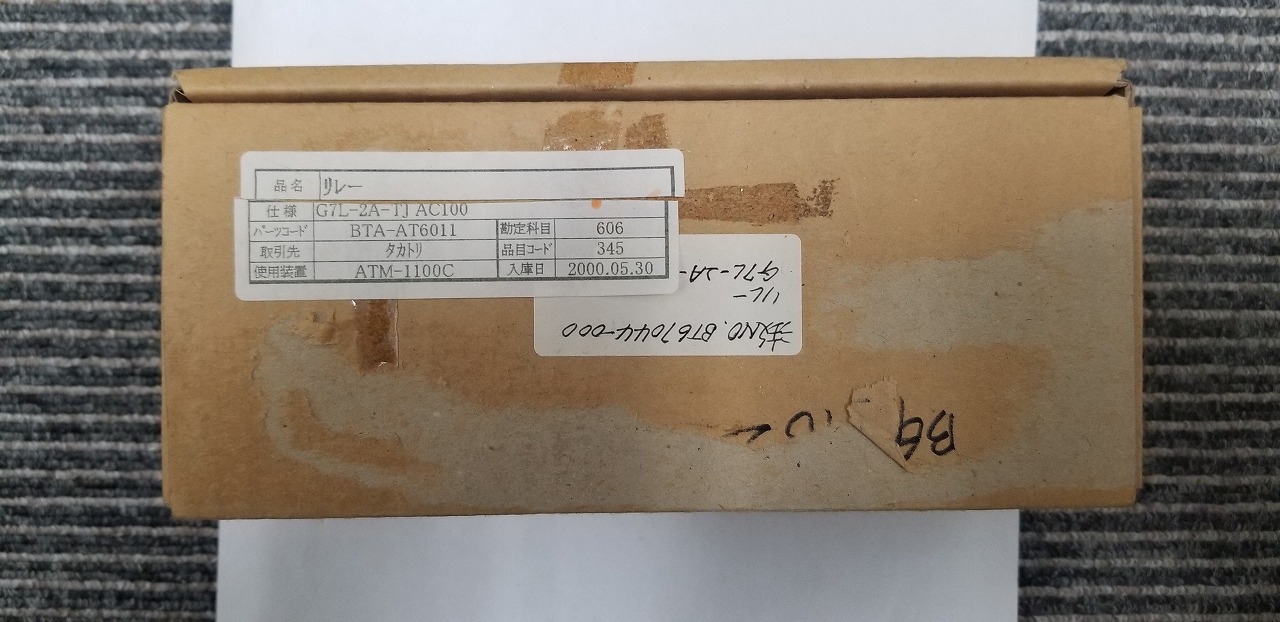 品名 リレー
仕様 G7L-2A-TJ AC100
パーツコード BTA-AT6011 勘定科目 606
取引先 タカトリ 品目コード 345
使用装置 ATM-1100C 入庫日 2000.05.30
NO. BT67044-000
リレー
G7L-2A-